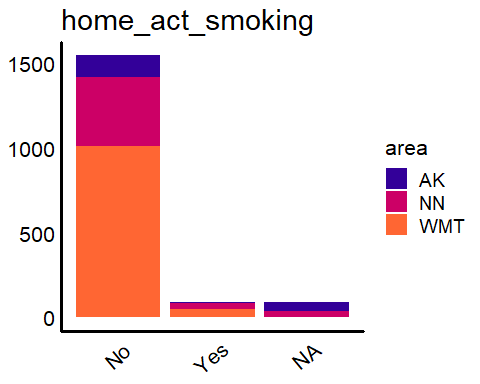 home_act_smoking
1500
1000
500
0
No
Yes
NA
area
AK
NN
WMT